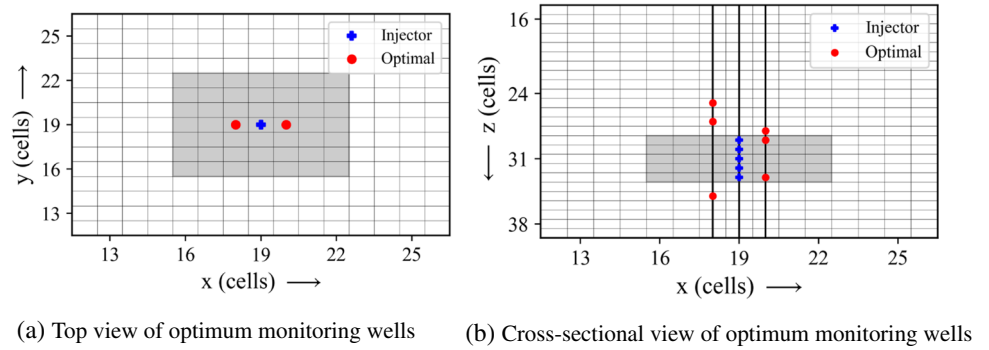 25
22
19
16
13
y (cells) ⟶
Injector
Optimal
13
16
19
22
25
x (cells) ⟶
(a) Top view of optimum monitoring wells
16
24
31
38
⟵ z (cells)
Injector
Optimal
13
16
19
22
25
x (cells) ⟶
(b) Cross-sectional view of optimum monitoring wells